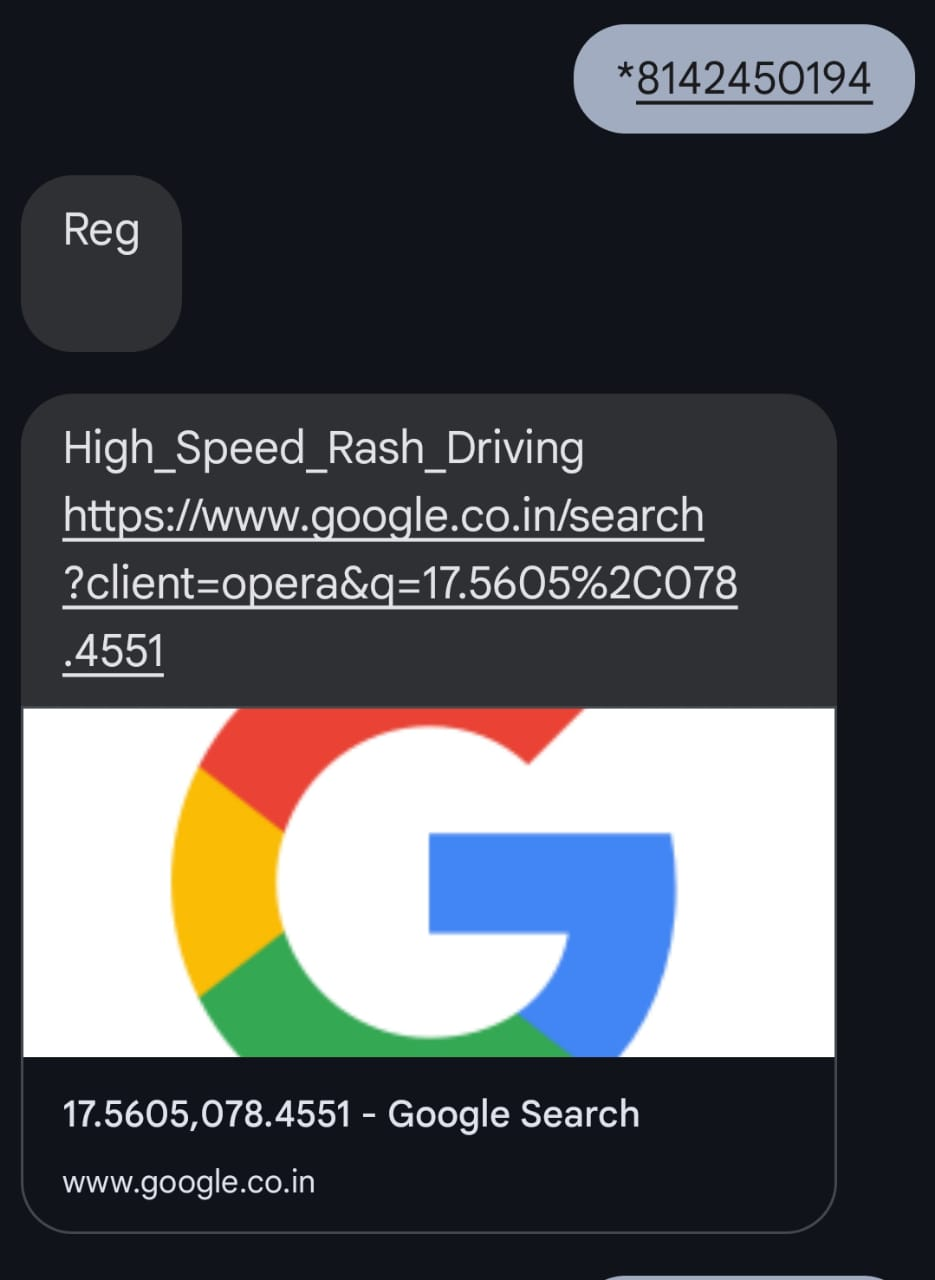 *8142450194
Reg
High_Speed_Rash_Driving
https://www.google.co.in/search
?client=opera&q=17.5605%2C078
.4551
17.5605,078.4551 - Google Search
www.google.co.in